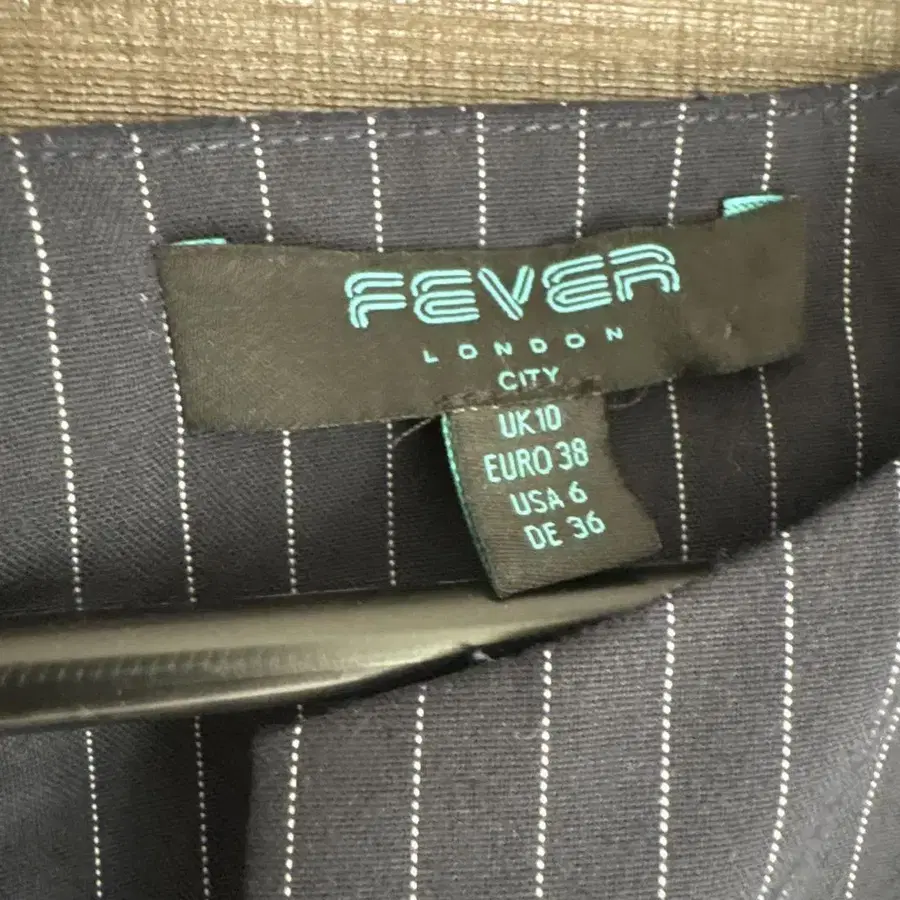 FEVER
LONDON
CITY
UK10
EURO 38
USA 6
DE 36